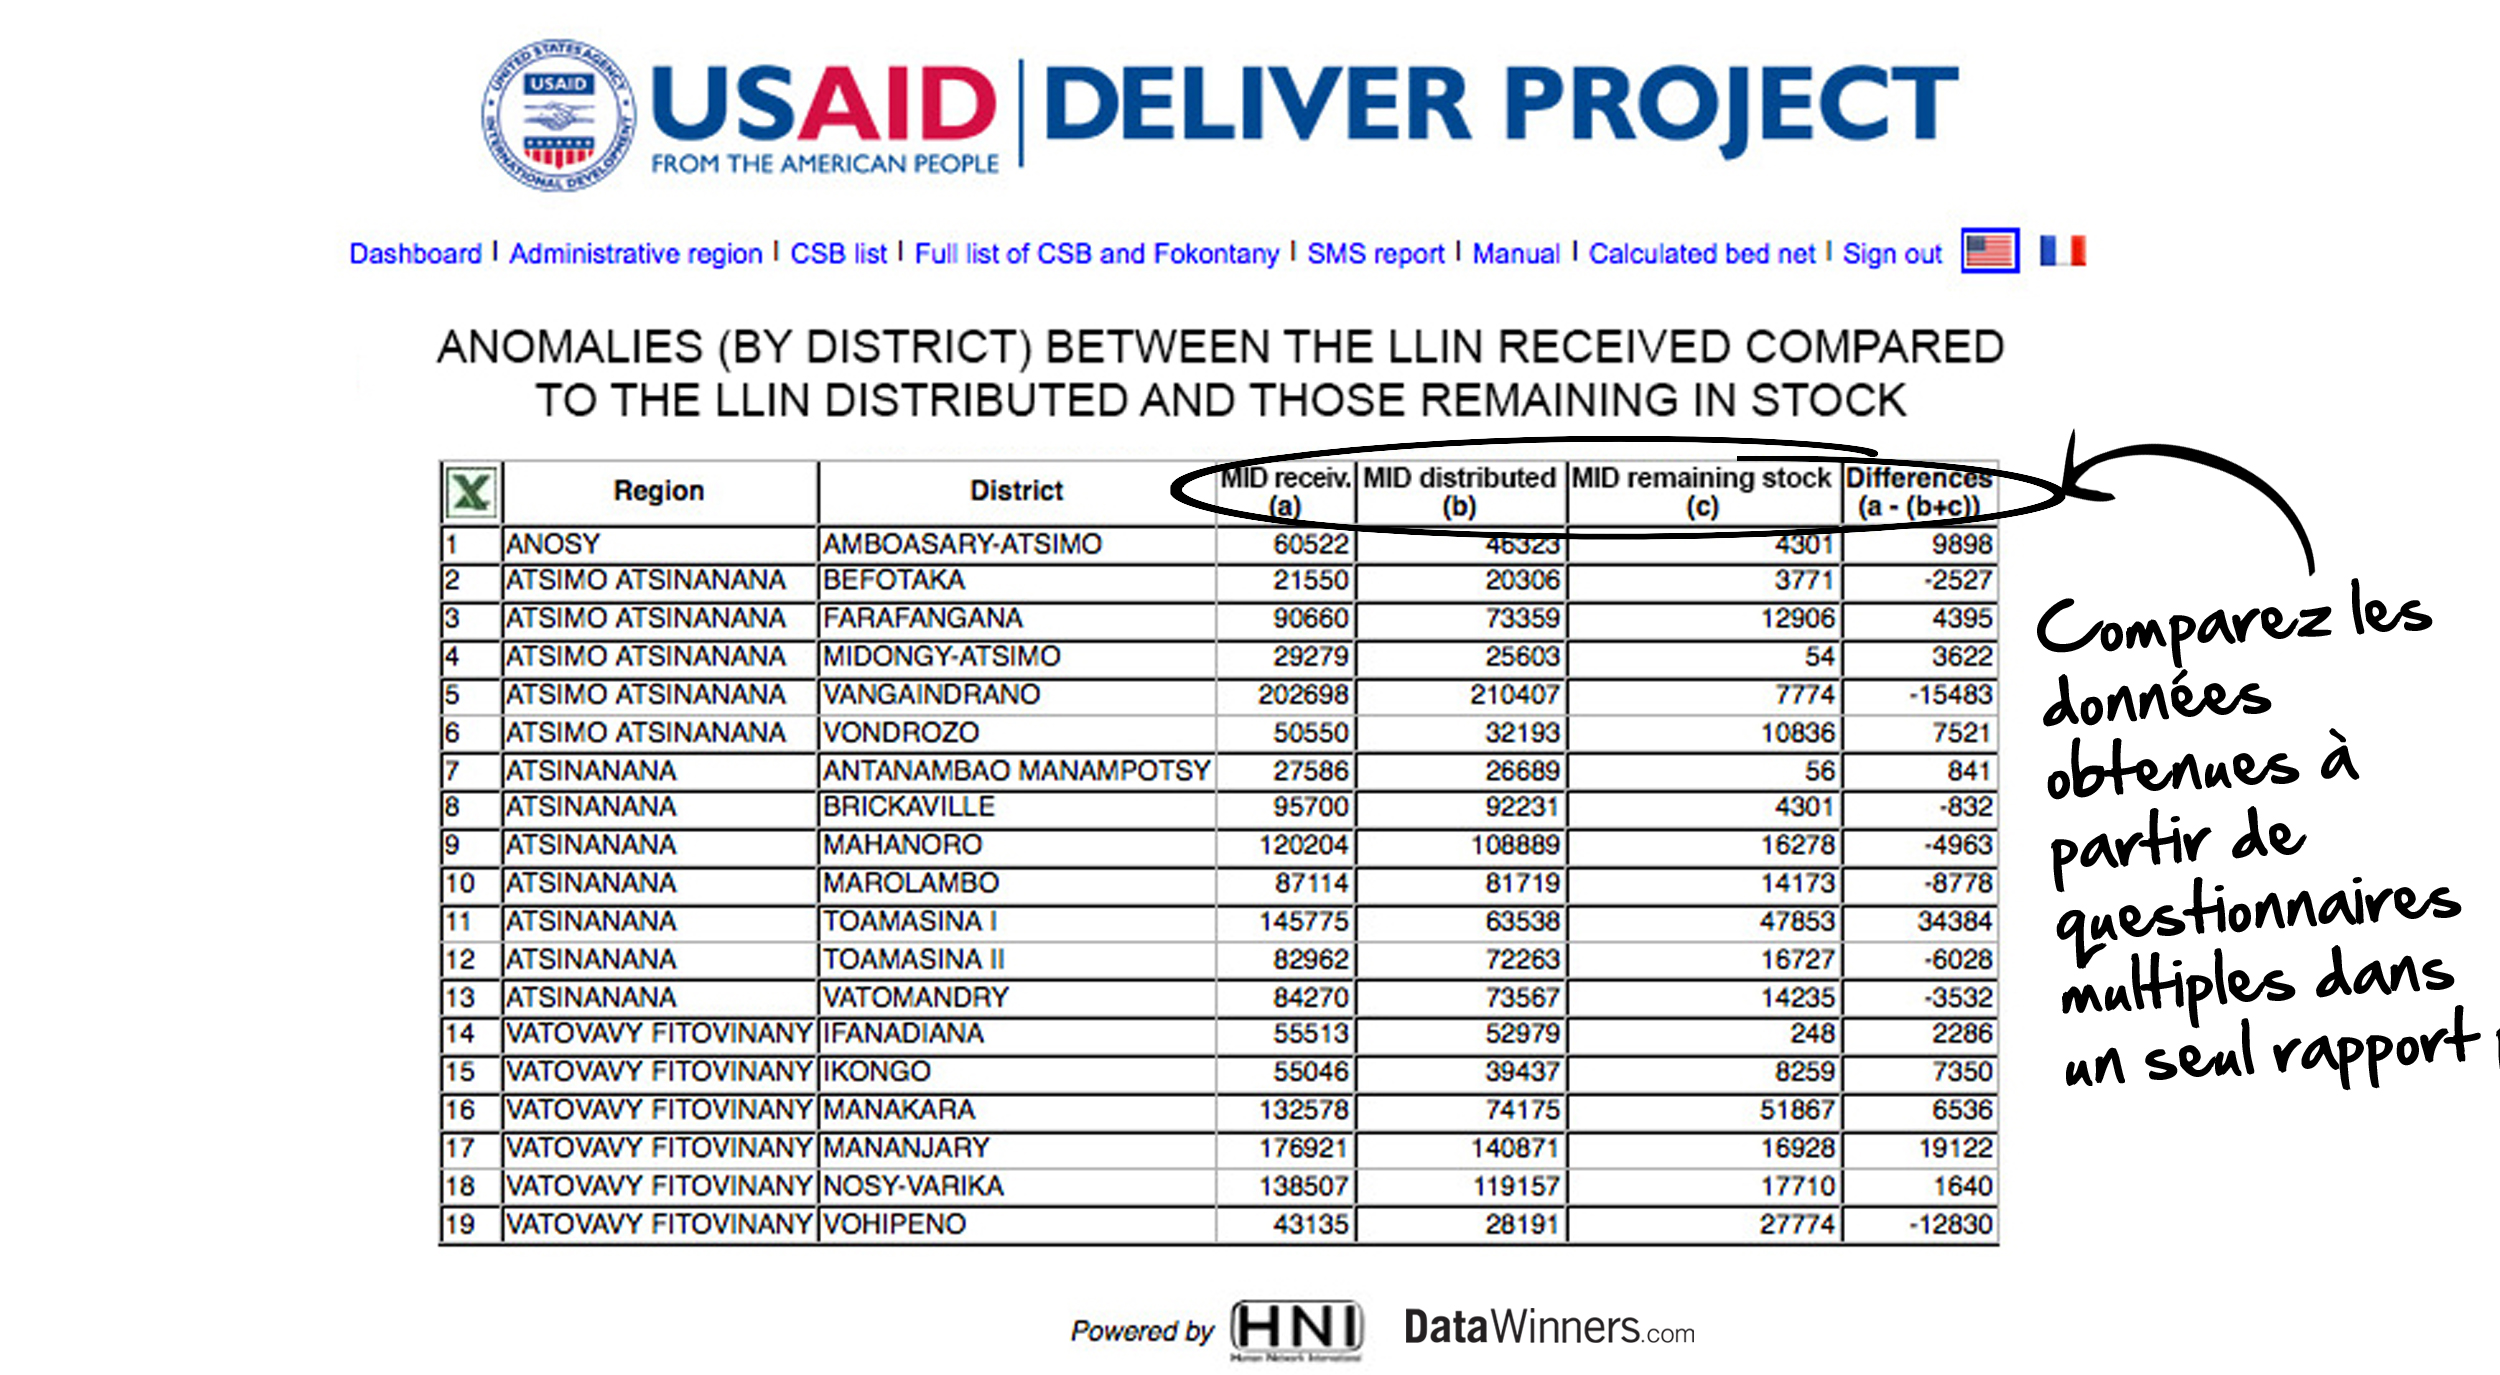 UNITED STATES AGENCY
USAID
INTERNATIONAL DEVELOPMENT
USAID DELIVER PROJECT
FROM THE AMERICAN PEOPLE
Dashboard | Administrative region | CSB list | Full list of CSB and Fokontany | SMS report | Manual | Calculated bed net | Sign out
ANOMALIES (BY DISTRICT) BETWEEN THE LLIN RECEIVED COMPARED
TO THE LLIN DISTRIBUTED AND THOSE REMAINING IN STOCK
Region District MID receiv. (a) MID distributed (b) MID remaining stock (c) Differences (a - (b+c))
1 ANOSY AMBOASARY-ATSIMO 60522 46323 4301 9898
2 ATSIMO ATSINANANA BEFOTAKA 21550 20306 3771 -2527
3 ATSIMO ATSINANANA FARAFANGANA 90660 73359 12906 4395
4 ATSIMO ATSINANANA MIDONGY-ATSIMO 29279 25603 54 3622
5 ATSIMO ATSINANANA VANGAINDRANO 202698 210407 7774 -15483
6 ATSIMO ATSINANANA VONDROZO 50550 32193 10836 7521
7 ATSINANANA ANTANAMBAO MANAMPOTSY 27586 26689 56 841
8 ATSINANANA BRICKAVILLE 95700 92231 4301 -832
9 ATSINANANA MAHANORO 120204 108889 16278 -4963
10 ATSINANANA MAROLAMBO 87114 81719 14173 -8778
11 ATSINANANA TOAMASINA I 145775 63538 47853 34384
12 ATSINANANA TOAMASINA II 82962 72263 16727 -6028
13 ATSINANANA VATOMANDRY 84270 73567 14235 -3532
14 VATOVAVY FITOVINANY IFANADIANA 55513 52979 248 2286
15 VATOVAVY FITOVINANY IKONGO 55046 39437 8259 7350
16 VATOVAVY FITOVINANY MANAKARA 132578 74175 51867 6536
17 VATOVAVY FITOVINANY MANANJARY 176921 140871 16928 19122
18 VATOVAVY FITOVINANY NOSY-VARIKA 138507 119157 17710 1640
19 VATOVAVY FITOVINANY VOHIPENO 43135 28191 27774 -12830
Comparez les
données
obtenues à
partir de
questionnaires
multiples dans
un seul rapport
Powered by HNI DataWinners.com
Human Network International